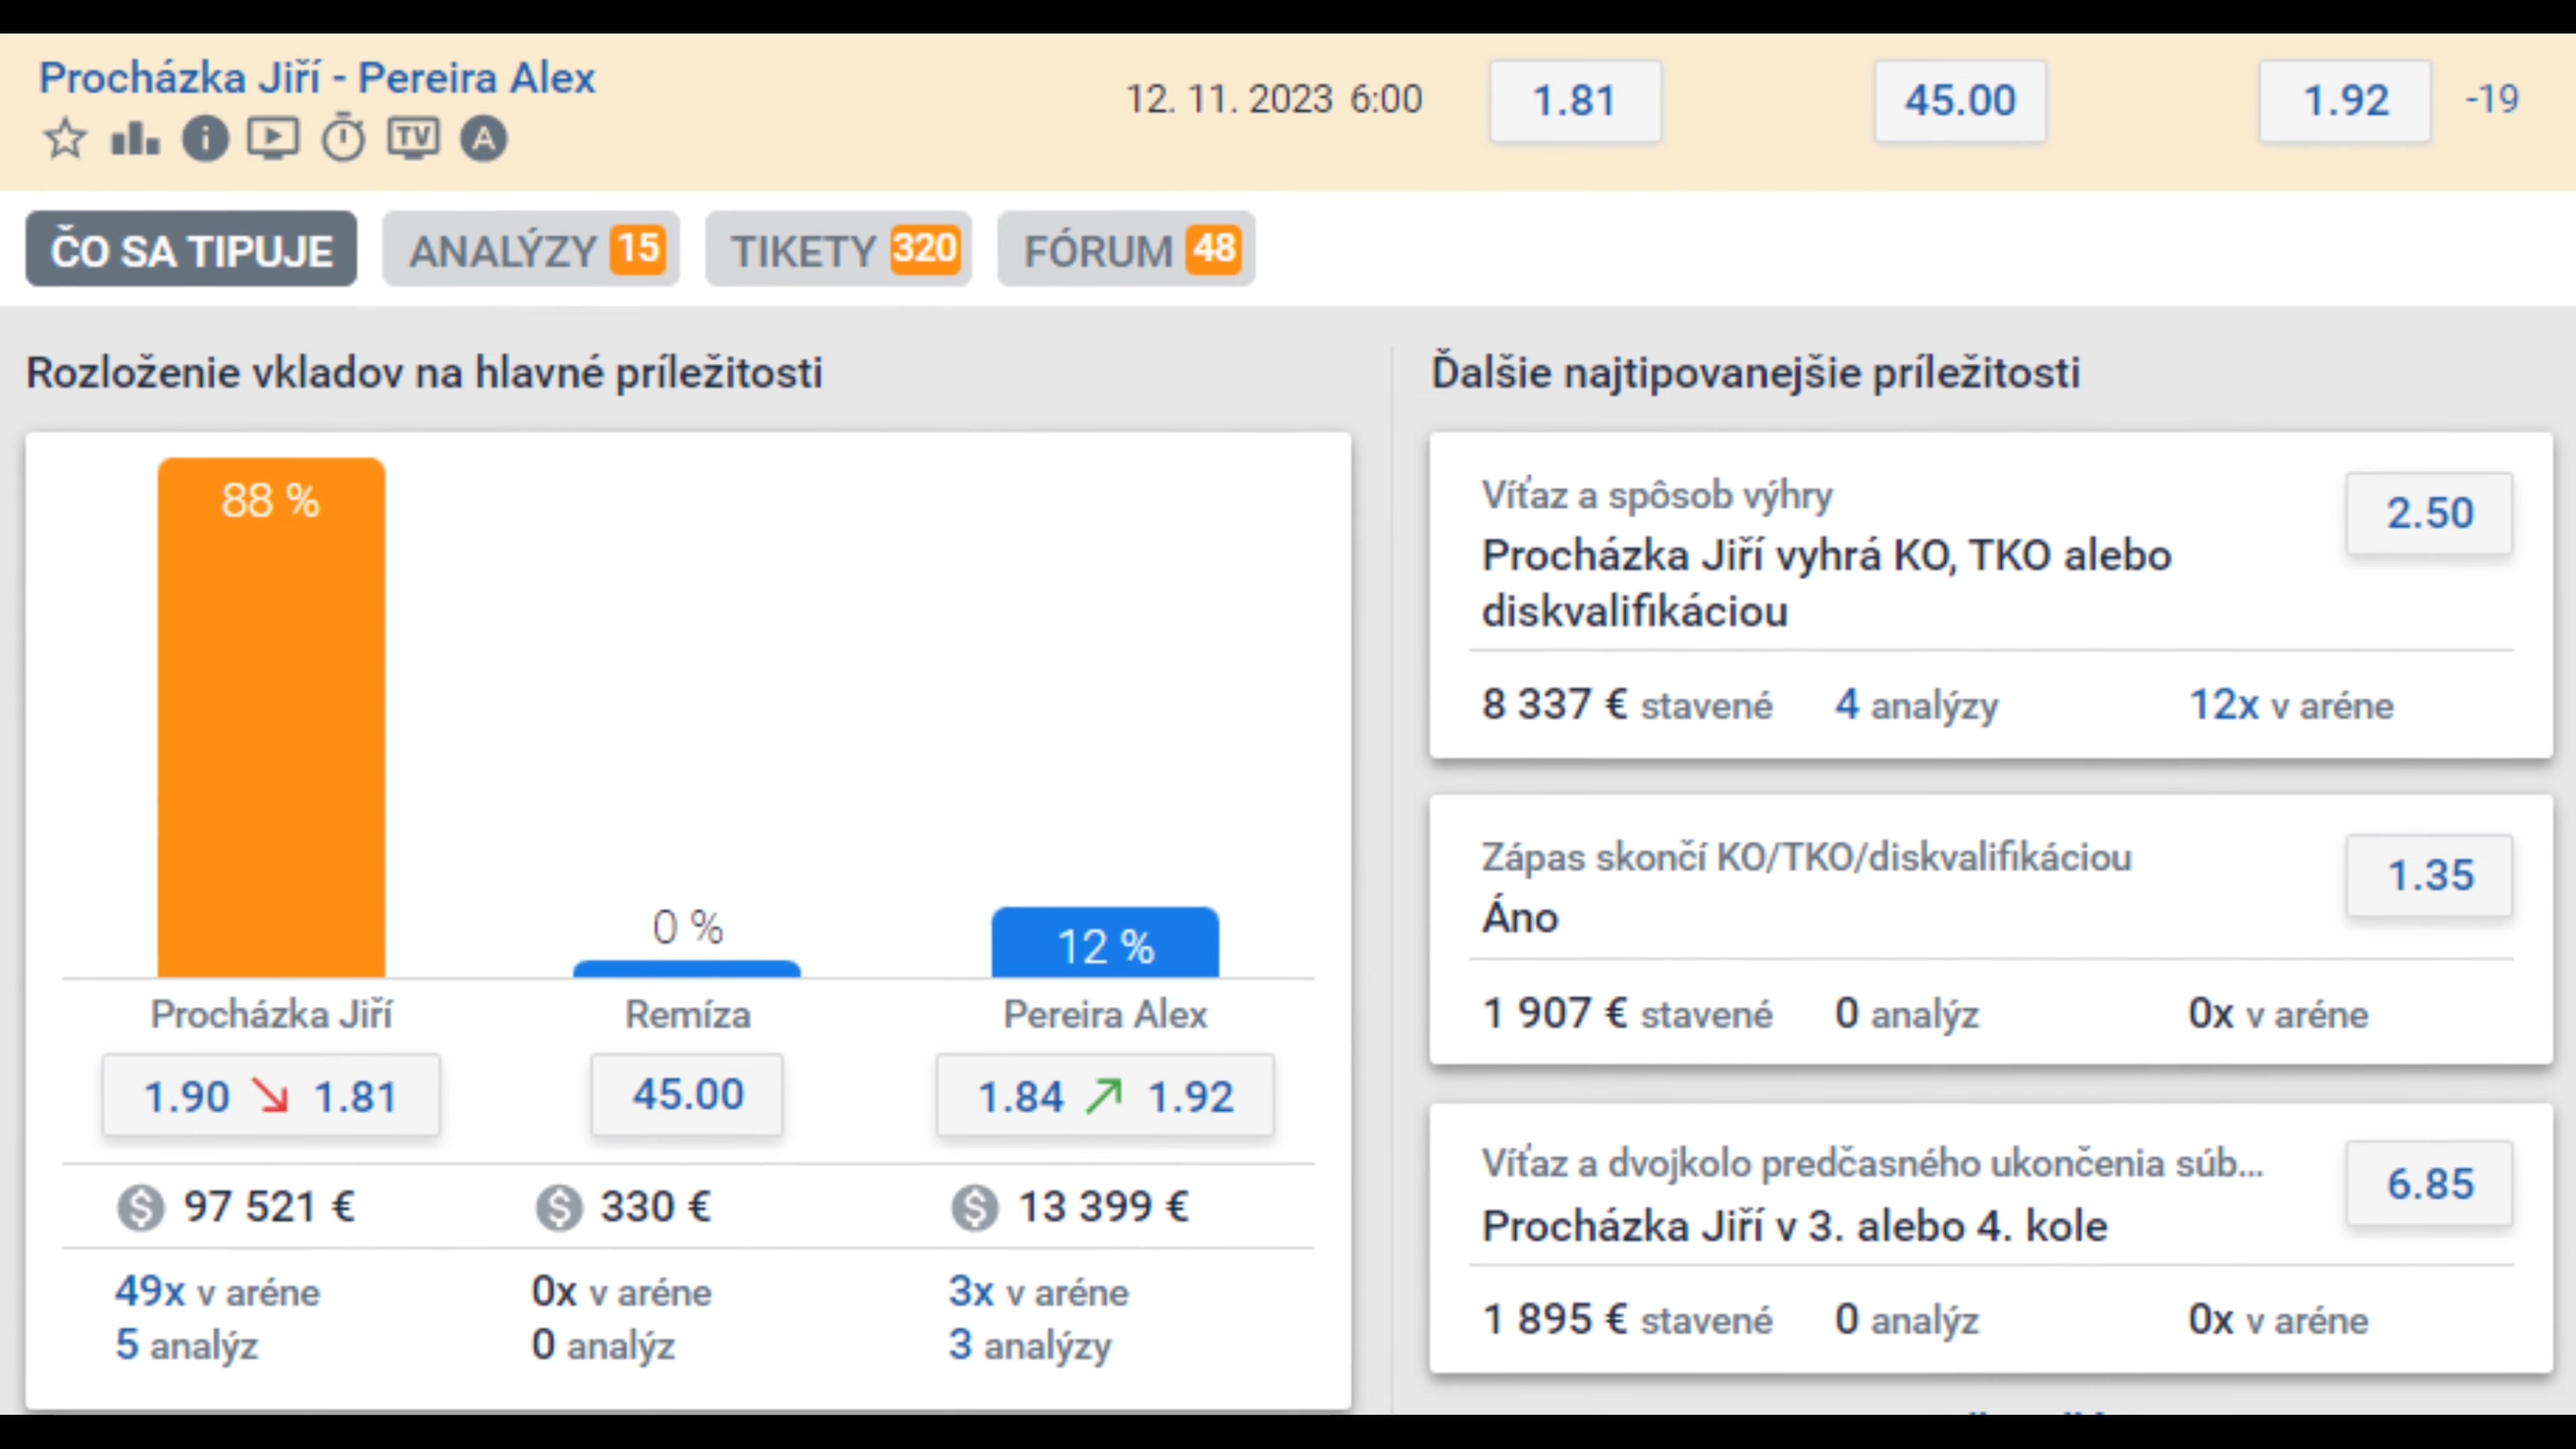 Procházka Jiří - Pereira Alex
12. 11. 2023 6:00
1.81
45.00
1.92
-19
TV
A
ČO SA TIPUJE
ANALÝZY 15
TIKETY 320
FÓRUM 48
Rozloženie vkladov na hlavné príležitosti
88 %
0 %
12 %
Procházka Jiří
Remíza
Pereira Alex
1.90 ↘ 1.81
45.00
1.84 ↗ 1.92
97 521 €
330 €
13 399 €
49x v aréne
0x v aréne
3x v aréne
5 analýz
0 analýz
3 analýzy
Ďalšie najtipovanejšie príležitosti
Víťaz a spôsob výhry
2.50
Procházka Jiří vyhrá KO, TKO alebo
diskvalifikáciou
8 337 € stavené 4 analýzy 12x v aréne
Zápas skončí KO/TKO/diskvalifikáciou
1.35
Áno
1 907 € stavené 0 analýz 0x v aréne
Víťaz a dvojkolo predčasného ukončenia súb...
6.85
Procházka Jiří v 3. alebo 4. kole
1 895 € stavené 0 analýz 0x v aréne